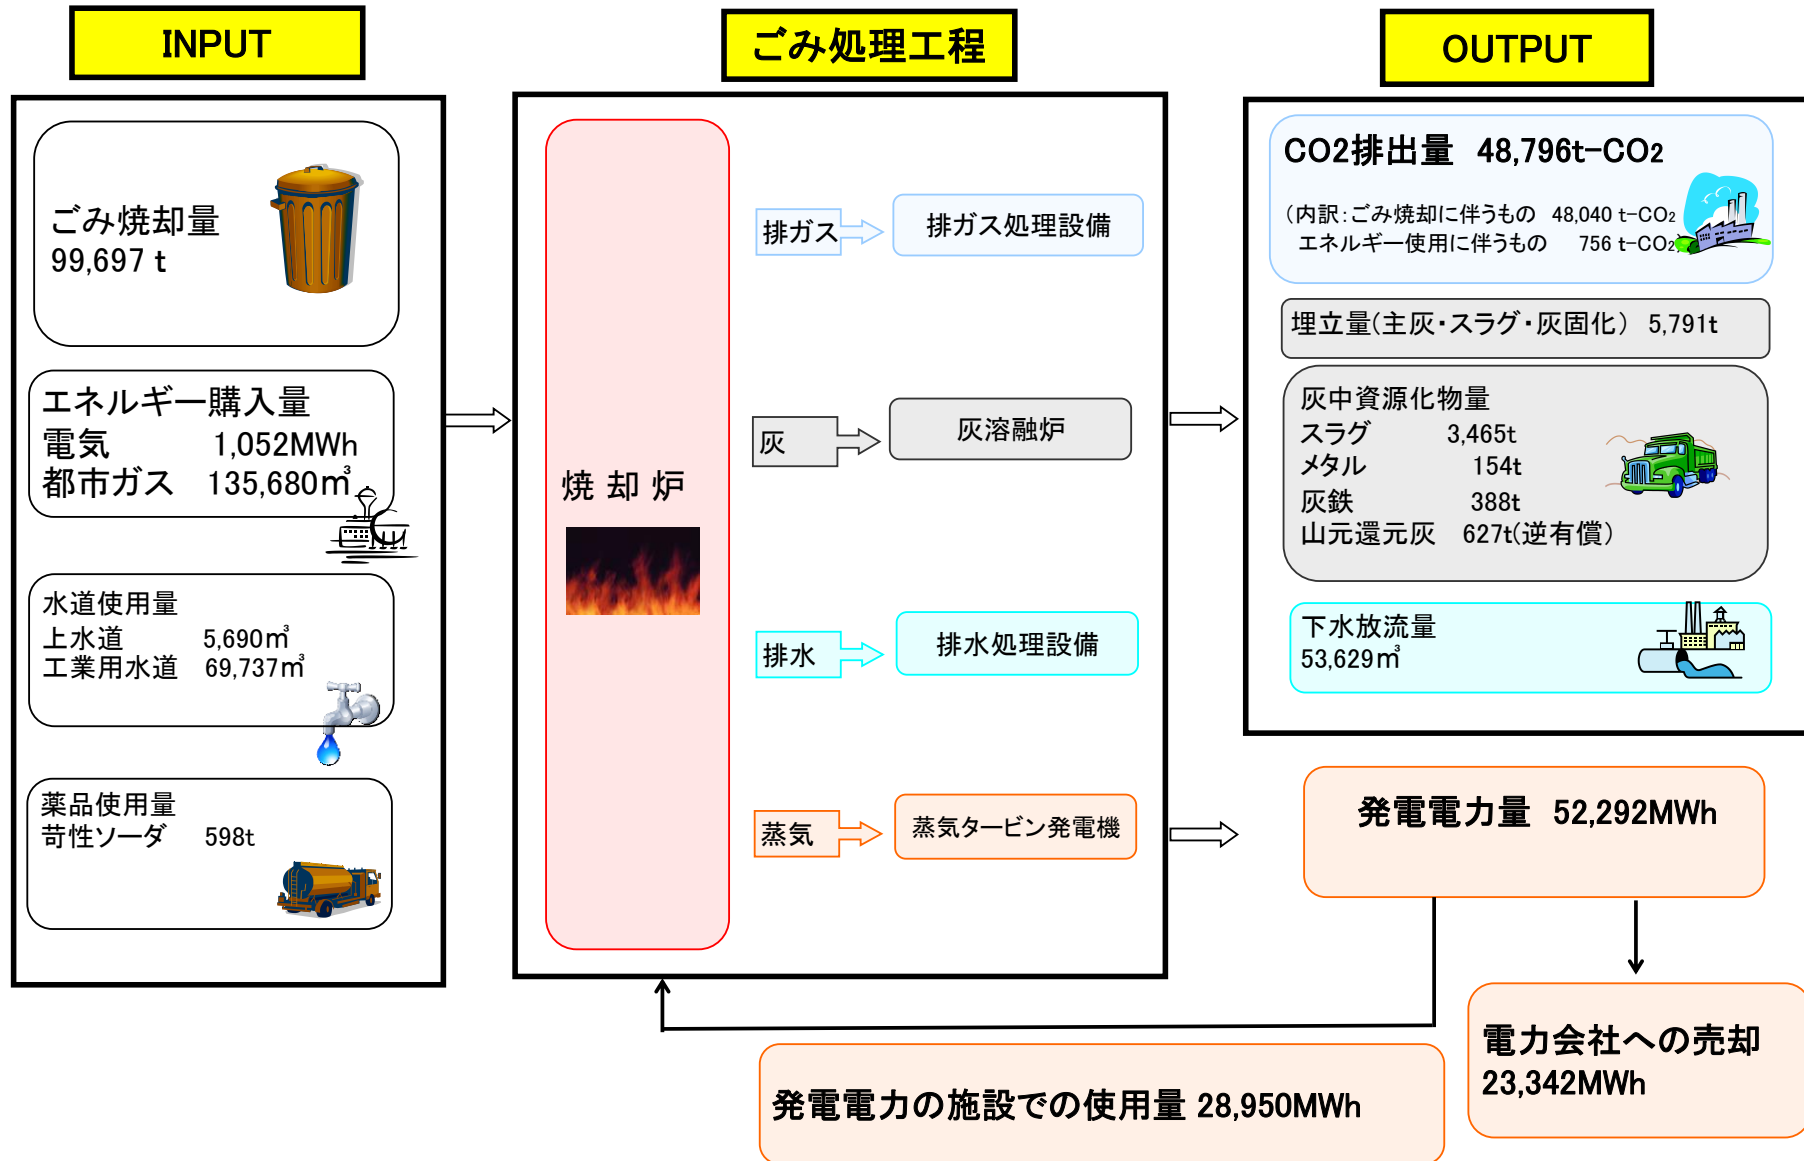 INPUT
ごみ焼却量
99,697 t
エネルギー購入量
電気 1,052MWh
都市ガス 135,680㎥
水道使用量
上水道 5,690㎥
工業用水道 69,737㎥
薬品使用量
苛性ソーダ 598t
ごみ処理工程
焼却炉
排ガス
排ガス処理設備
灰
灰溶融炉
排水
排水処理設備
蒸気
蒸気タービン発電機
OUTPUT
CO2排出量 48,796t-CO2
(内訳:ごみ焼却に伴うもの 48,040 t-CO2
エネルギー使用に伴うもの 756 t-CO2)
埋立量(主灰・スラグ・灰固化) 5,791t
灰中資源化物量
スラグ 3,465t
メタル 154t
灰鉄 388t
山元還元灰 627t(逆有償)
下水放流量
53,629㎥
発電電力量 52,292MWh
電力会社への売却
23,342MWh
発電電力の施設での使用量 28,950MWh